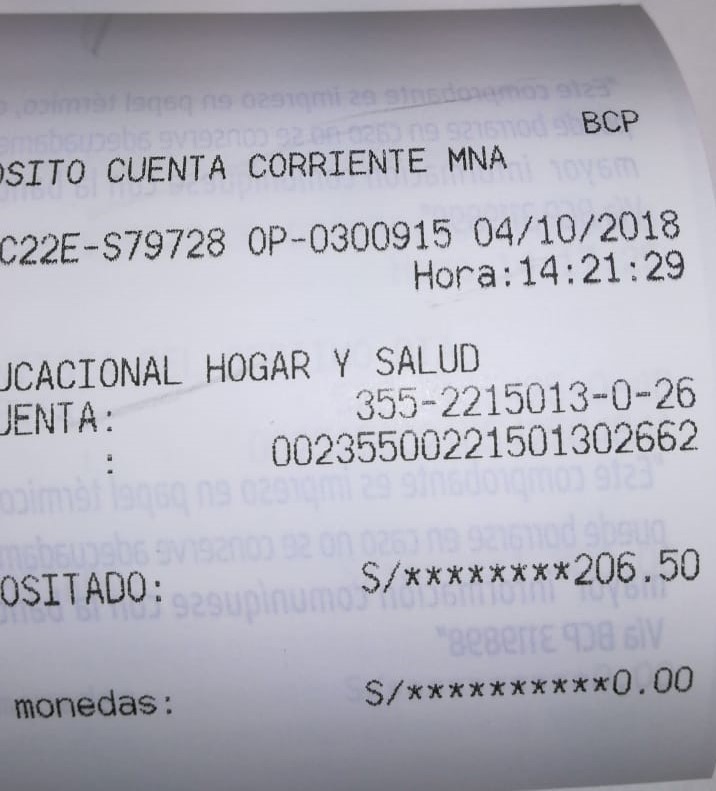 BCP
OSITO CUENTA CORRIENTE MNA
C22E-S79728 OP-0300915 04/10/2018
Hora:14:21:29
UCACIONAL HOGAR Y SALUD
UENTA: 355-2215013-0-26
: 00235500221501302662
OSITADO: S/********206.50
monedas: S/**********0.00